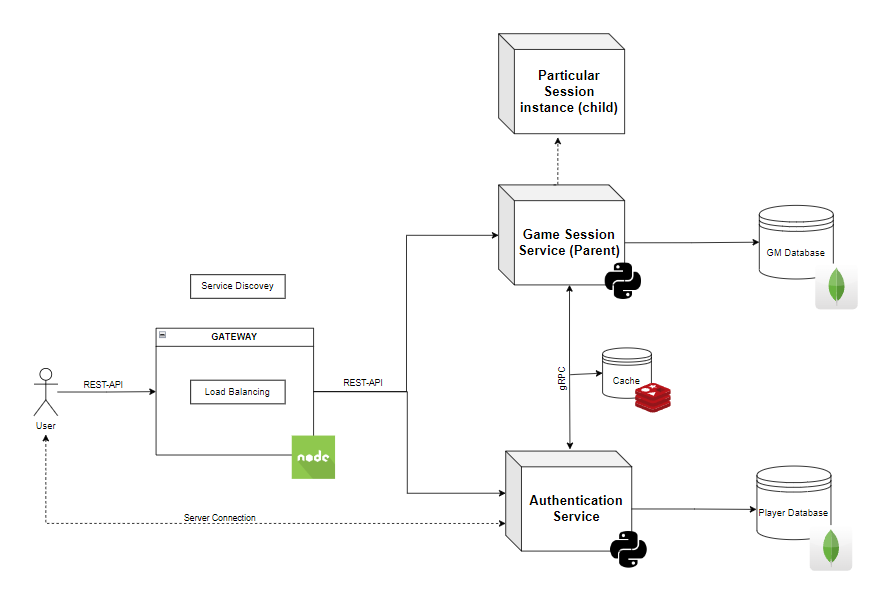 Particular
Session
instance (child)
Game Session
Service (Parent)
GM Database
Service Discovey
GATEWAY
REST-API
REST-API
Load Balancing
gRPC
Cache
User
node
Authentication
Service
Player Database
Server Connection